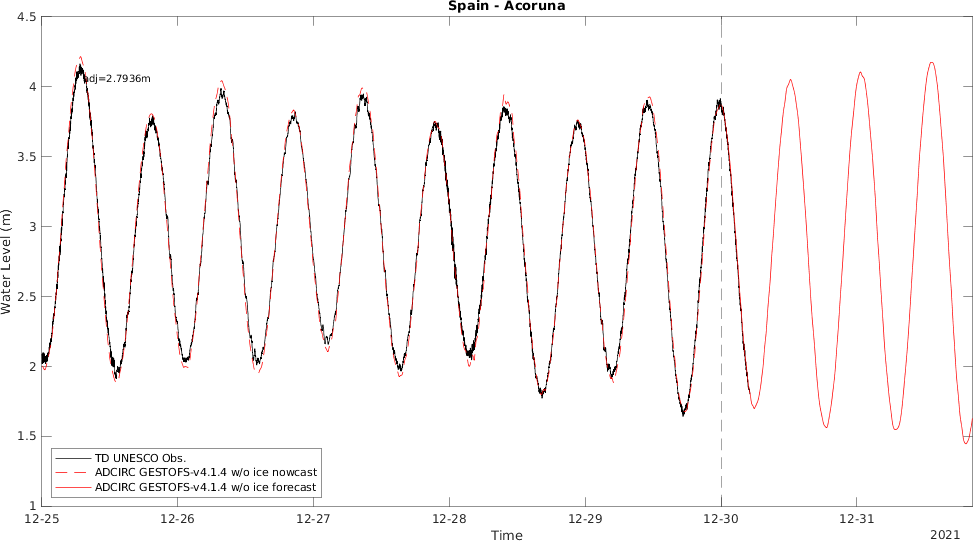 Spain - Acoruna
4.5
4
3.5
3
2.5
2
1.5
1
Water Level (m)
adj=2.7936m
TD UNESCO Obs.
ADCIRC GESTOFS-v4.1.4 w/o ice nowcast
ADCIRC GESTOFS-v4.1.4 w/o ice forecast
12-25 12-26 12-27 12-28 12-29 12-30 12-31
Time
2021